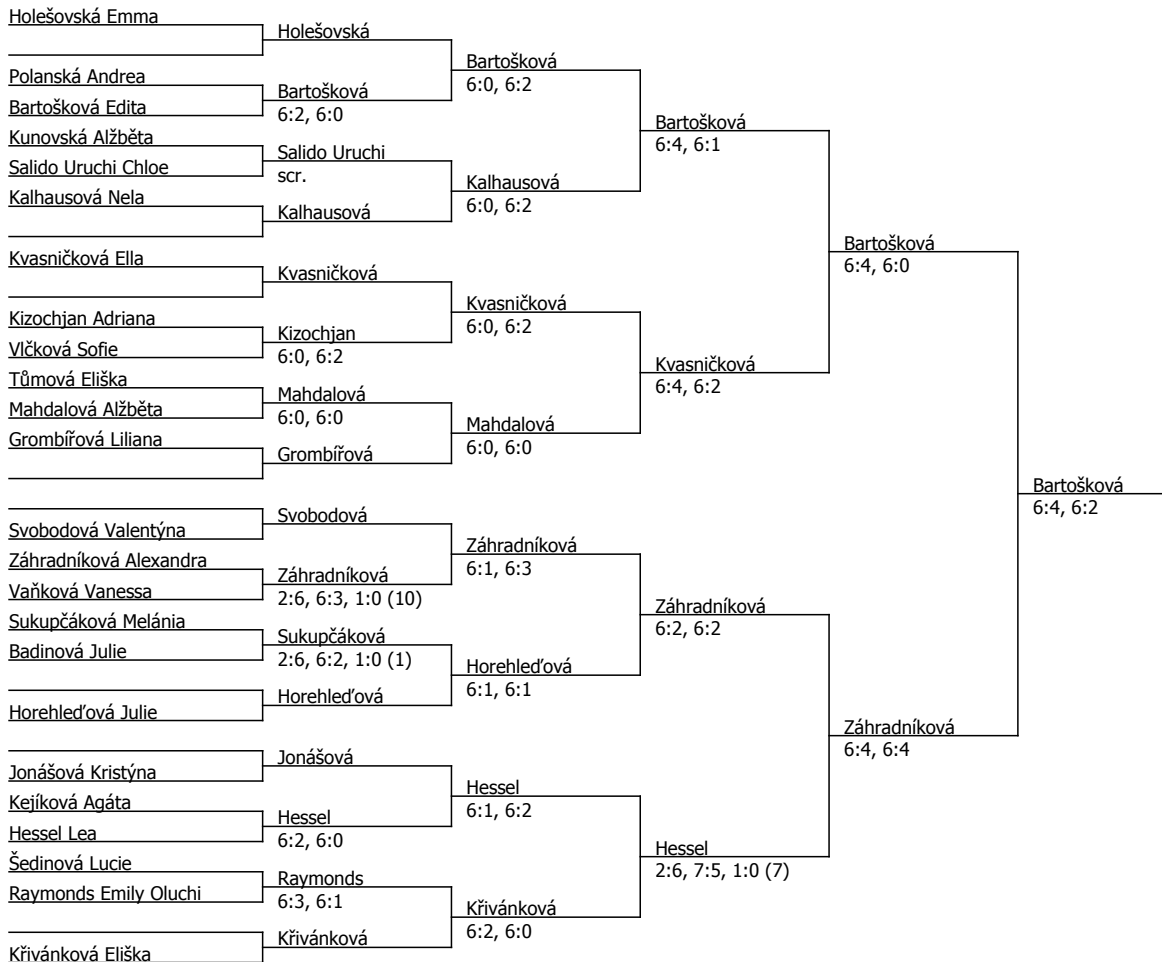 Holešovská Emma
Polanská Andrea
Bartošková Edita
Kunovská Alžběta
Salido Uruchi Chloe
Kalhausová Nela
Kvasničková Ella
Kizochjan Adriana
Vlčková Sofie
Tůmová Eliška
Mahdalová Alžběta
Grombířová Liliana
Svobodová Valentýna
Záhradníková Alexandra
Vaňková Vanessa
Sukupčáková Melánia
Badinová Julie
Horehleďová Julie
Jonášová Kristýna
Kejíková Agáta
Hessel Lea
Šedinová Lucie
Raymonds Emily Oluchi
Křivánková Eliška
Holešovská
Bartošková
6:2, 6:0
Salido Uruchi
scr.
Kalhausová
Kvasničková
Kizochjan
6:0, 6:2
Mahdalová
6:0, 6:0
Grombířová
Svobodová
Záhradníková
2:6, 6:3, 1:0 (10)
Sukupčáková
2:6, 6:2, 1:0 (1)
Horehleďová
Jonášová
Hessel
6:2, 6:0
Raymonds
6:3, 6:1
Křivánková
Bartošková
6:0, 6:2
Kalhausová
6:0, 6:2
Kvasničková
6:0, 6:2
Mahdalová
6:0, 6:0
Záhradníková
6:1, 6:3
Horehleďová
6:1, 6:1
Hessel
6:1, 6:2
Křivánková
6:2, 6:0
Bartošková
6:4, 6:1
Kvasničková
6:4, 6:2
Záhradníková
6:2, 6:2
Hessel
2:6, 7:5, 1:0 (7)
Bartošková
6:4, 6:0
Záhradníková
6:4, 6:4
Bartošková
6:4, 6:2